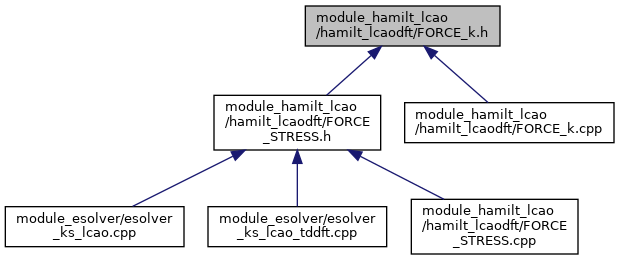 module_hamilt_lcao
/hamilt_lcaodft/FORCE_k.h
module_hamilt_lcao
/hamilt_lcaodft/FORCE
_STRESS.h
module_hamilt_lcao
/hamilt_lcaodft/FORCE_k.cpp
module_esolver/esolver
_ks_lcao.cpp
module_esolver/esolver
_ks_lcao_tddft.cpp
module_hamilt_lcao
/hamilt_lcaodft/FORCE
_STRESS.cpp